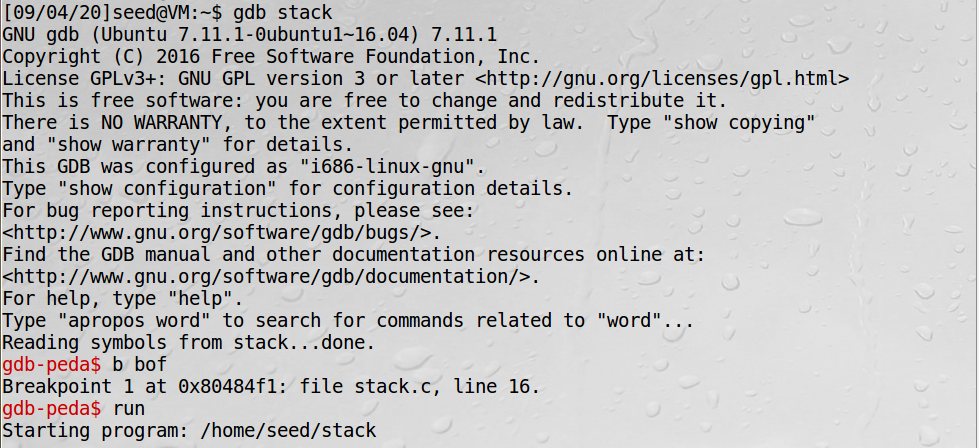 [09/04/20]seed@VM:~$ gdb stack
GNU gdb (Ubuntu 7.11.1-0ubuntu1~16.04) 7.11.1
Copyright (C) 2016 Free Software Foundation, Inc.
License GPLv3+: GNU GPL version 3 or later <http://gnu.org/licenses/gpl.html>
This is free software: you are free to change and redistribute it.
There is NO WARRANTY, to the extent permitted by law.  Type "show copying"
and "show warranty" for details.
This GDB was configured as "i686-linux-gnu".
Type "show configuration" for configuration details.
For bug reporting instructions, please see:
<http://www.gnu.org/software/gdb/bugs/>.
Find the GDB manual and other documentation resources online at:
<http://www.gnu.org/software/gdb/documentation/>.
For help, type "help".
Type "apropos word" to search for commands related to "word"...
Reading symbols from stack...done.
gdb-peda$ b bof
Breakpoint 1 at 0x80484f1: file stack.c, line 16.
gdb-peda$ run
Starting program: /home/seed/stack